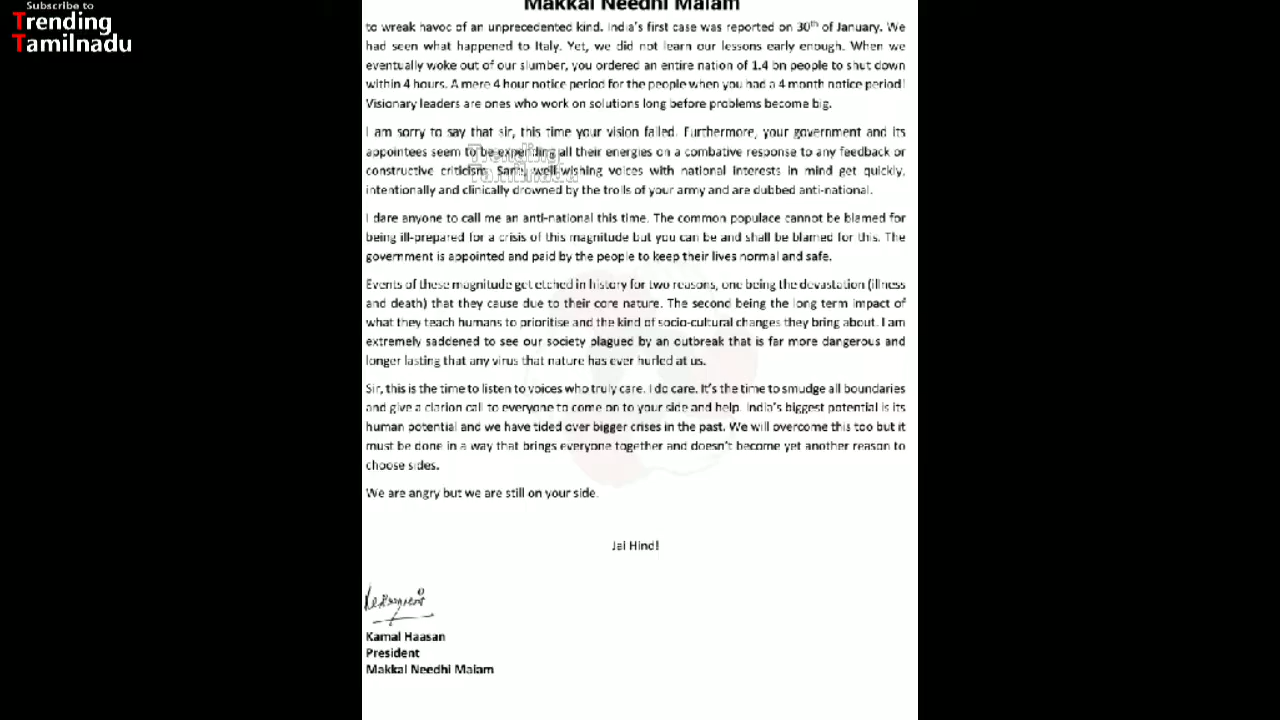 Subscribe to
Trending
Tamilnadu
Makkal Needhi Maiam
to wreak havoc of an unprecedented kind. India's first case was reported on 30th of January. We
had seen what happened to Italy. Yet, we did not learn our lessons early enough. When we
eventually woke out of our slumber, you ordered an entire nation of 1.4 bn people to shut down
within 4 hours. A mere 4 hour notice period for the people when you had a 4 month notice period!
Visionary leaders are ones who work on solutions long before problems become big.
I am sorry to say that sir, this time your vision failed. Furthermore, your government and its
appointees seem to be expending all their energies on a combative response to any feedback or
constructive criticism. Sane, well-wishing voices with national interests in mind get quickly,
intentionally and clinically drowned by the trolls of your army and are dubbed anti-national.
Trending
Tamilnadu
I dare anyone to call me an anti-national this time. The common populace cannot be blamed for
being ill-prepared for a crisis of this magnitude but you can be and shall be blamed for this. The
government is appointed and paid by the people to keep their lives normal and safe.
Events of these magnitude get etched in history for two reasons, one being the devastation (illness
and death) that they cause due to their core nature. The second being the long term impact of
what they teach humans to prioritise and the kind of socio-cultural changes they bring about. I am
extremely saddened to see our society plagued by an outbreak that is far more dangerous and
longer lasting that any virus that nature has ever hurled at us.
Sir, this is the time to listen to voices who truly care. I do care. It's the time to smudge all boundaries
and give a clarion call to everyone to come on to your side and help. India's biggest potential is its
human potential and we have tided over bigger crises in the past. We will overcome this too but it
must be done in a way that brings everyone together and doesn't become yet another reason to
choose sides.
We are angry but we are still on your side.
Jai Hind!
Kamal Haasan
President
Makkal Needhi Maiam